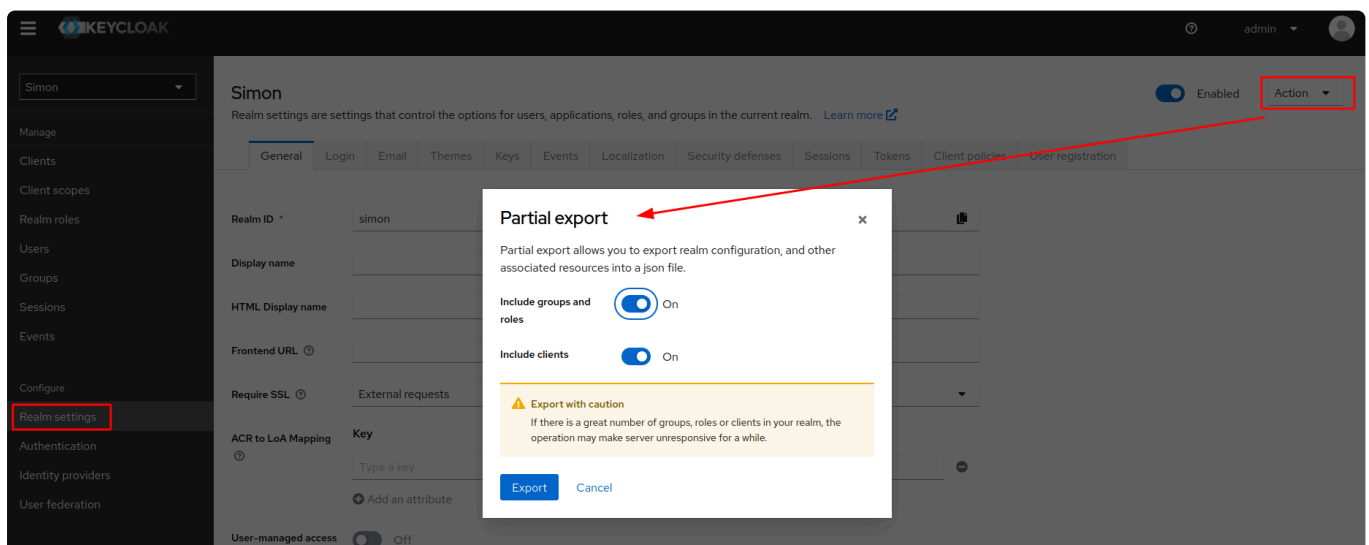 KEYCLOAK
admin
Simon
Manage
Clients
Client scopes
Realm roles
Users
Groups
Sessions
Events
Configure
Realm settings
Authentication
Identity providers
User federation
Simon
Enabled
Action
Realm settings are settings that control the options for users, applications, roles, and groups in the current realm. Learn more
General Login Email Themes Keys Events Localization Security defenses Sessions Tokens Client policies User registration
Realm ID *
simon
Display name
HTML Display name
Frontend URL
Require SSL
External requests
ACR to LoA Mapping
Key
Type a key
Add an attribute
User-managed access
Off
Partial export
Partial export allows you to export realm configuration, and other
associated resources into a json file.
Include groups and
roles
On
Include clients
On
Export with caution
If there is a great number of groups, roles or clients in your realm, the
operation may make server unresponsive for a while.
Export
Cancel